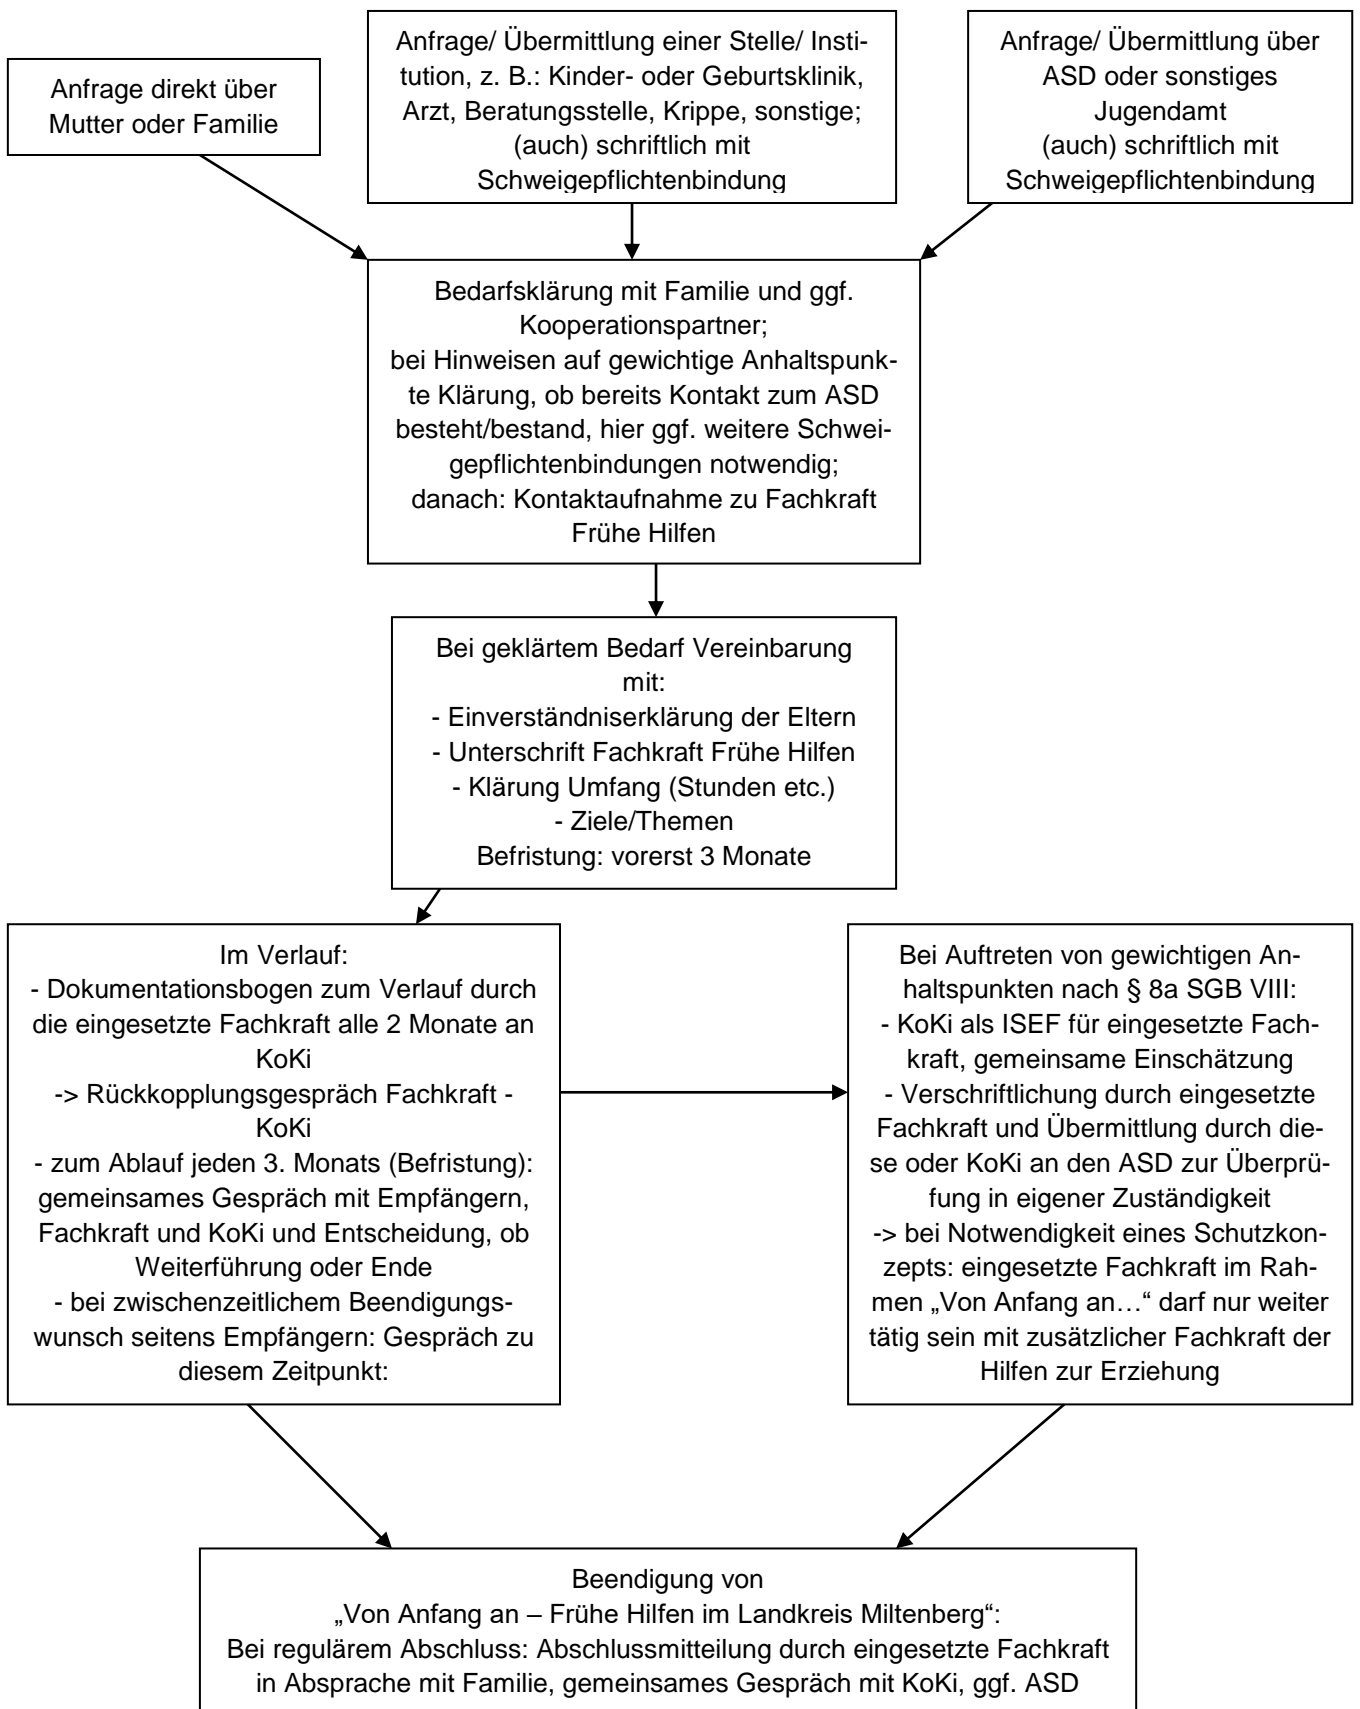 Anfrage direkt über
Mutter oder Familie
Anfrage/ Übermittlung einer Stelle/ Insti-
tution, z. B.: Kinder- oder Geburtsklinik,
Arzt, Beratungsstelle, Krippe, sonstige;
(auch) schriftlich mit
Schweigepflichtenbindung
Anfrage/ Übermittlung über
ASD oder sonstiges
Jugendamt
(auch) schriftlich mit
Schweigepflichtenbindung
Bedarfsklärung mit Familie und ggf.
Kooperationspartner;
bei Hinweisen auf gewichtige Anhaltspunk-
te Klärung, ob bereits Kontakt zum ASD
besteht/bestand, hier ggf. weitere Schwei-
gepflichtenbindungen notwendig;
danach: Kontaktaufnahme zu Fachkraft
Frühe Hilfen
Bei geklärtem Bedarf Vereinbarung
mit:
- Einverständniserklärung der Eltern
- Unterschrift Fachkraft Frühe Hilfen
- Klärung Umfang (Stunden etc.)
- Ziele/Themen
Befristung: vorerst 3 Monate
Im Verlauf:
- Dokumentationsbogen zum Verlauf durch
die eingesetzte Fachkraft alle 2 Monate an
KoKi
-> Rückkopplungsgespräch Fachkraft -
KoKi
- zum Ablauf jeden 3. Monats (Befristung):
gemeinsames Gespräch mit Empfängern,
Fachkraft und KoKi und Entscheidung, ob
Weiterführung oder Ende
- bei zwischenzeitlichem Beendigungs-
wunsch seitens Empfängern: Gespräch zu
diesem Zeitpunkt:
Bei Auftreten von gewichtigen An-
haltspunkten nach § 8a SGB VIII:
- KoKi als ISEF für eingesetzte Fach-
kraft, gemeinsame Einschätzung
- Verschriftlichung durch eingesetzte
Fachkraft und Übermittlung durch die-
se oder KoKi an den ASD zur Überprü-
fung in eigener Zuständigkeit
-> bei Notwendigkeit eines Schutzkon-
zepts: eingesetzte Fachkraft im Rah-
men „Von Anfang an…“ darf nur weiter
tätig sein mit zusätzlicher Fachkraft der
Hilfen zur Erziehung
Beendigung von
„Von Anfang an – Frühe Hilfen im Landkreis Miltenberg“:
Bei regulärem Abschluss: Abschlussmitteilung durch eingesetzte Fachkraft
in Absprache mit Familie, gemeinsames Gespräch mit KoKi, ggf. ASD